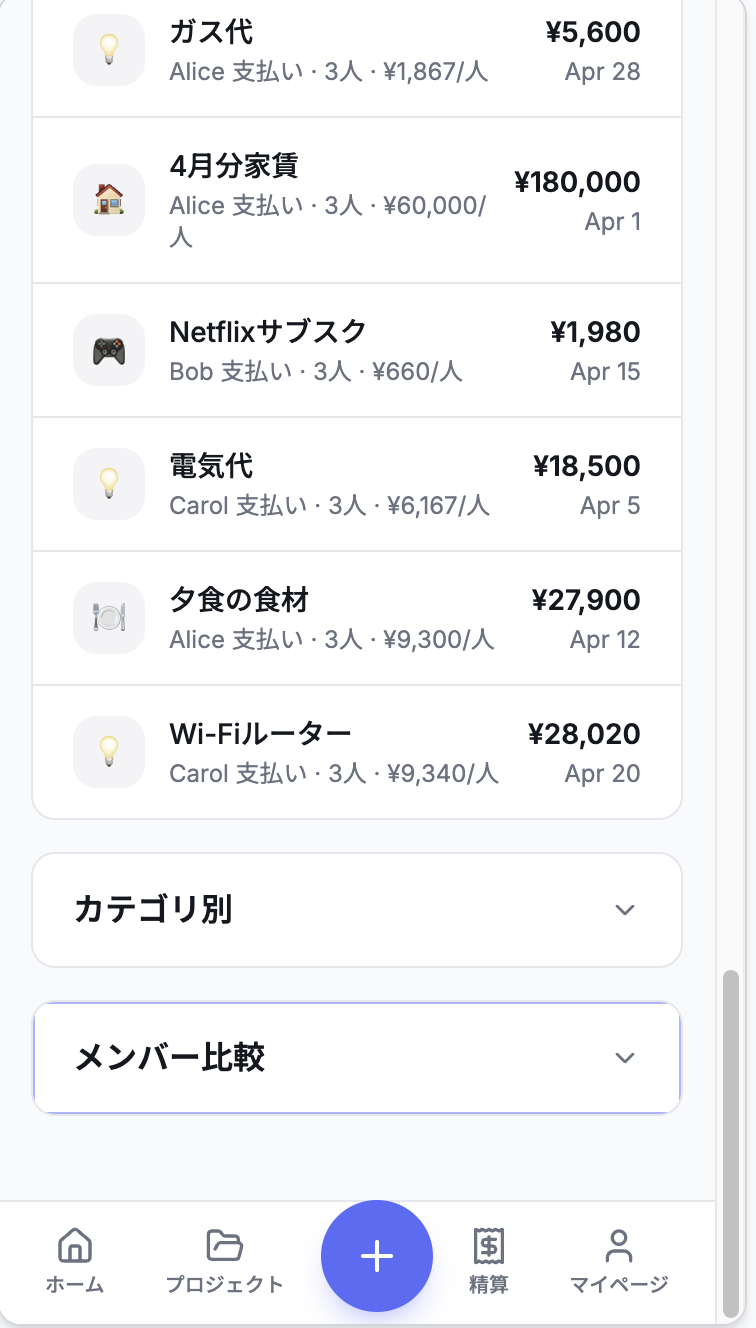 ガス代
¥5,600
Alice 支払い · 3人 · ¥1,867/人
Apr 28
4月分家賃
¥180,000
Alice 支払い · 3人 · ¥60,000/
人
Apr 1
Netflixサブスク
¥1,980
Bob 支払い · 3人 · ¥660/人
Apr 15
電気代
¥18,500
Carol 支払い · 3人 · ¥6,167/人
Apr 5
夕食の食材
¥27,900
Alice 支払い · 3人 · ¥9,300/人
Apr 12
Wi-Fiルーター
¥28,020
Carol 支払い · 3人 · ¥9,340/人
Apr 20
カテゴリ別
メンバー比較
ホーム
プロジェクト
精算
マイページ